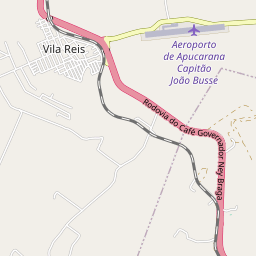 Vila Reis
Aeroporto
de Apucarana
Capitão
João Busse
Rodovia do Café Governador Ney Braga